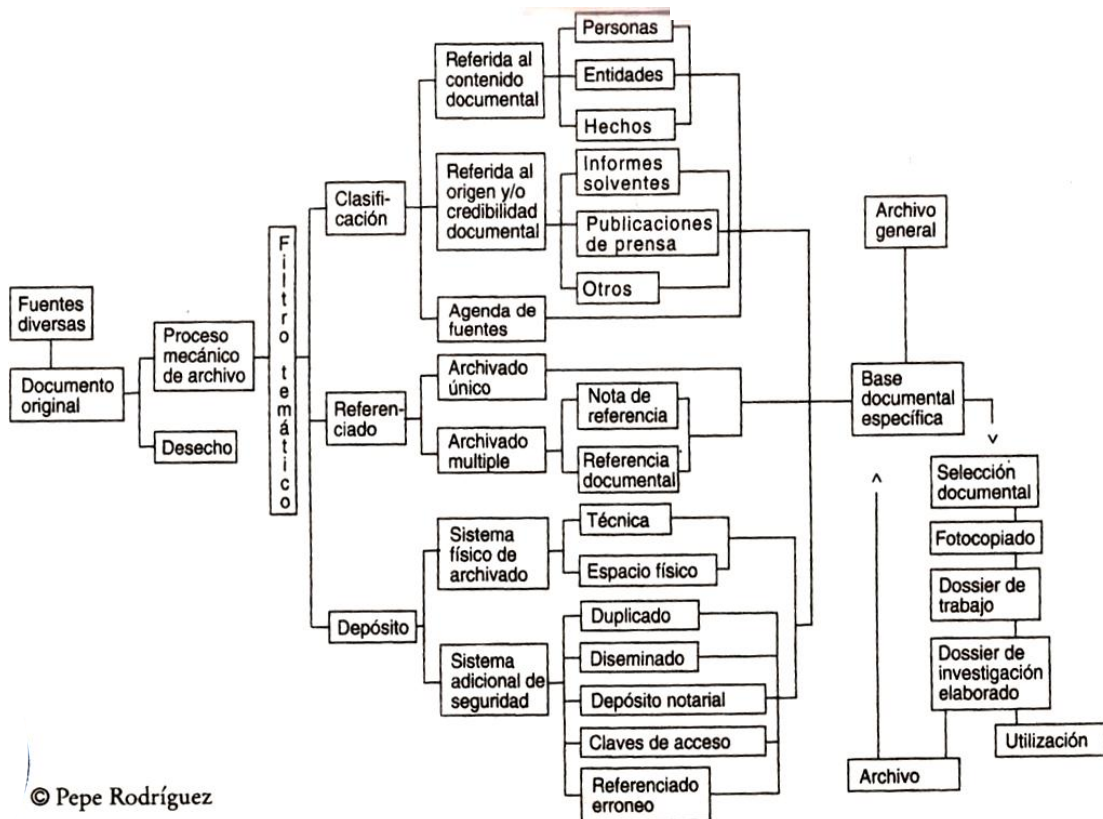 Fuentes
diversas
Documento
original
Proceso
mecánico
de archivo
Desecho
Filtro temático
Clasifi-
cación
Referen-
ciado
Depósito
Referida al
contenido
documental
Referida al
origen y/o
credibilidad
documental
Agenda de
fuentes
Archivado
único
Archivado
multiple
Sistema
físico de
archivado
Sistema
adicional de
seguridad
Personas
Entidades
Hechos
Informes
solventes
Publicaciones
de prensa
Otros
Nota de
referencia
Referencia
documental
Técnica
Espacio físico
Duplicado
Diseminado
Depósito notarial
Claves de acceso
Referenciado
erroneo
Archivo
general
Base
documental
específica
Selección
documental
Fotocopiado
Dossier de
trabajo
Dossier de
investigación
elaborado
Utilización
Archivo
© Pepe Rodríguez